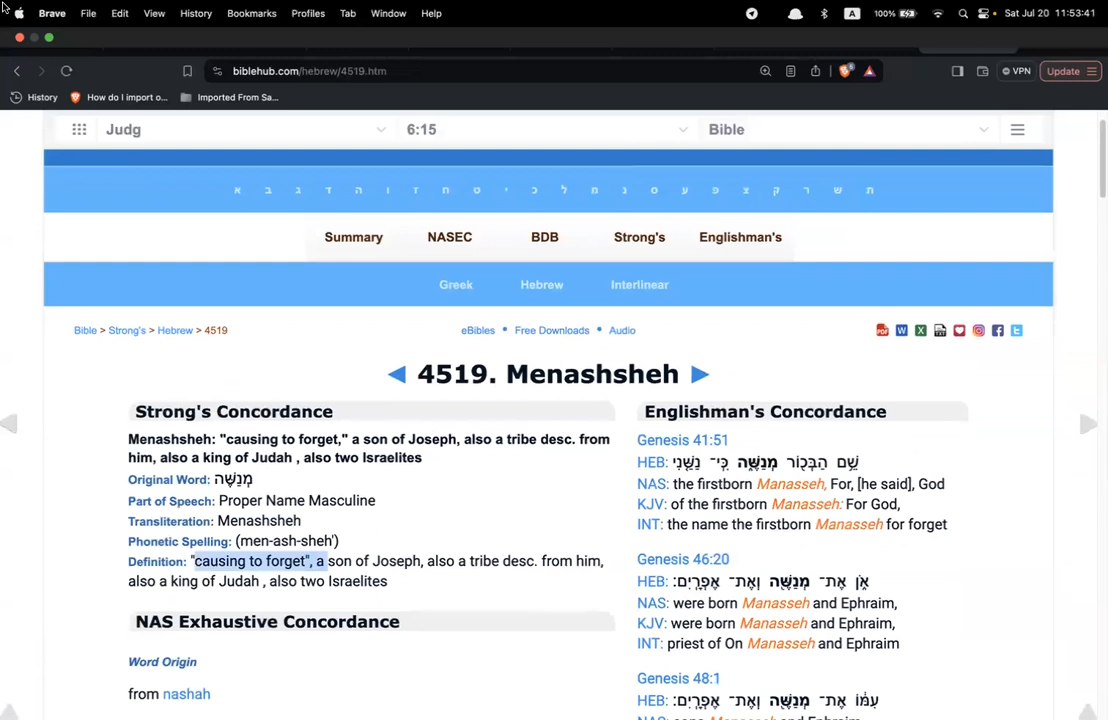 Brave File Edit View History Bookmarks Profiles Tab Window Help A 100% Sat Jul 20 11:53:41
biblehub.com/hebrew/4519.htm 5 VPN Update
History How do I import o... Imported From Sa...
Judg 6:15 Bible
א ב ג ד ה ו ז ח ט י כ ל מ נ ס ע פ צ ק ר ש ת
Summary NASEC BDB Strong's Englishman's
Greek Hebrew Interlinear
Bible > Strong's > Hebrew > 4519 eBibles • Free Downloads • Audio
◄ 4519. Menashsheh ►
Strong's Concordance
Menashsheh: "causing to forget," a son of Joseph, also a tribe desc. from
him, also a king of Judah , also two Israelites
Original Word: מְנַשֶּׁה
Part of Speech: Proper Name Masculine
Transliteration: Menashsheh
Phonetic Spelling: (men-ash-sheh')
Definition: "causing to forget", a son of Joseph, also a tribe desc. from him,
also a king of Judah , also two Israelites
NAS Exhaustive Concordance
Word Origin
from nashah
Englishman's Concordance
Genesis 41:51
HEB: שֵׁ֥ם הַבְּכ֖וֹר מְנַשֶּׁ֑ה כִּֽי־ נַשַּׁ֤נִי
NAS: the firstborn Manasseh, For, [he said], God
KJV: of the firstborn Manasseh: For God,
INT: the name the firstborn Manasseh for forget
Genesis 46:20
HEB: אֹ֑ן אֶת־ מְנַשֶּׁ֖ה וְאֶת־ אֶפְרָֽיִם׃
NAS: were born Manasseh and Ephraim,
KJV: were born Manasseh and Ephraim,
INT: priest of On Manasseh and Ephraim
Genesis 48:1
HEB: עִמּ֔וֹ אֶת־ מְנַשֶּׁ֖ה וְאֶת־ אֶפְרָֽיִם׃